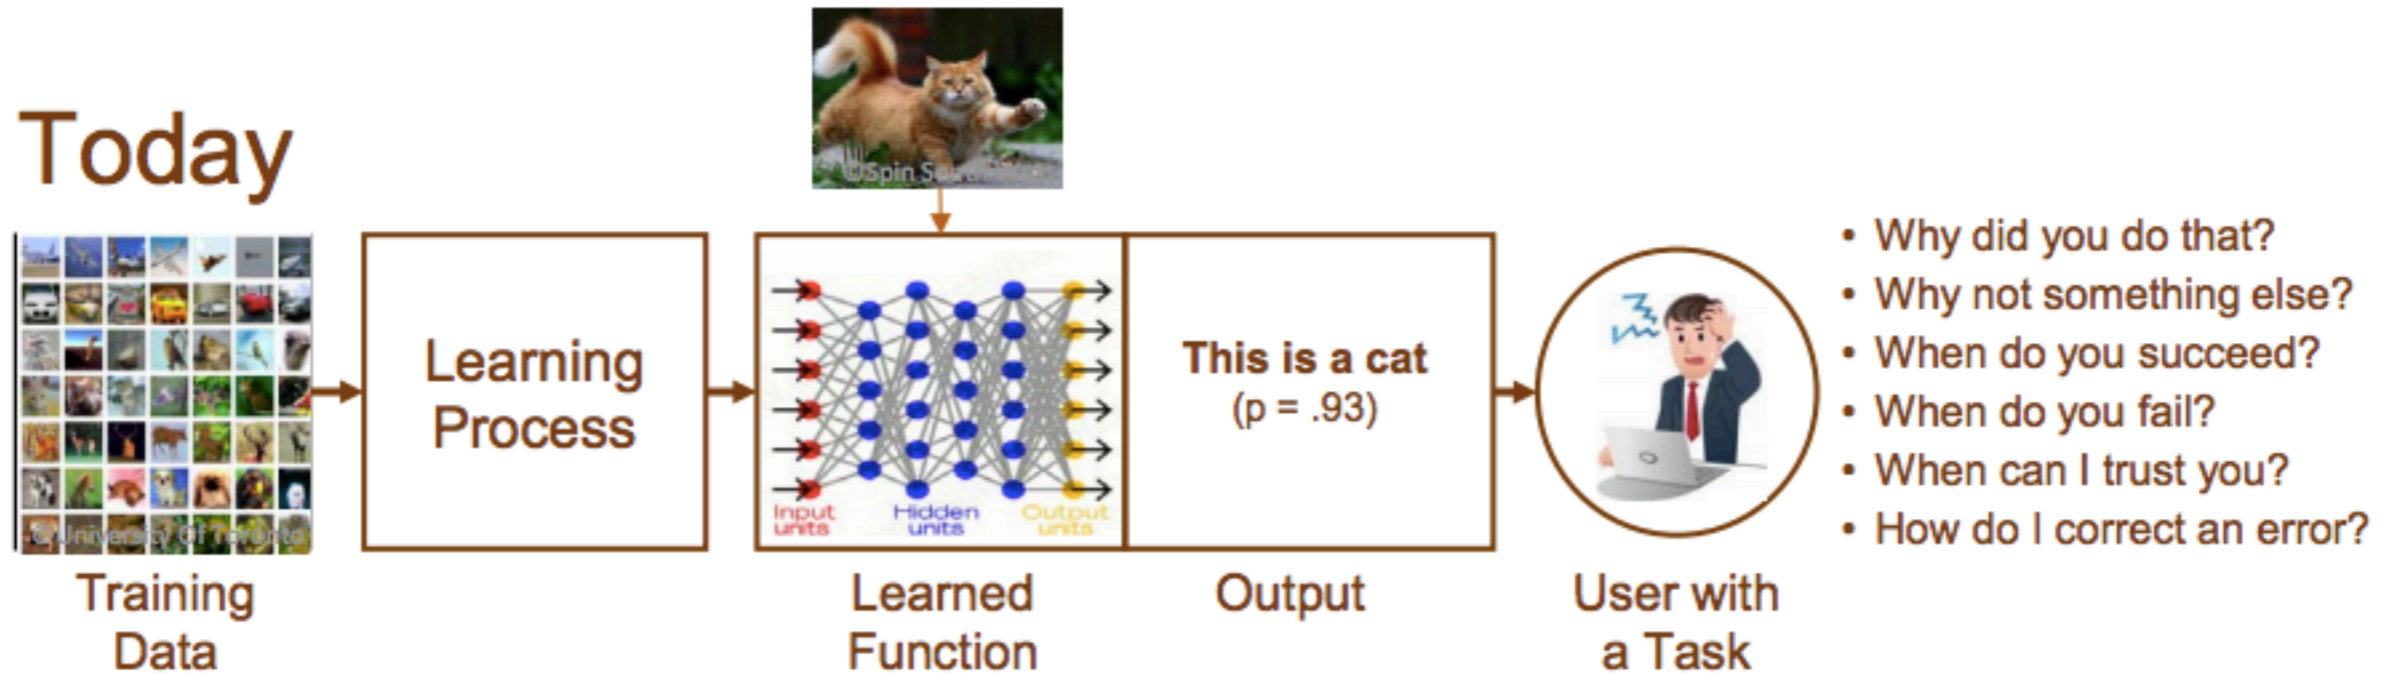 Today
©Spin South
© University Of Toronto
Training
Data
Learning
Process
Input
units
Hidden
units
Output
units
Learned
Function
This is a cat
(p = .93)
Output
User with
a Task
• Why did you do that?
• Why not something else?
• When do you succeed?
• When do you fail?
• When can I trust you?
• How do I correct an error?